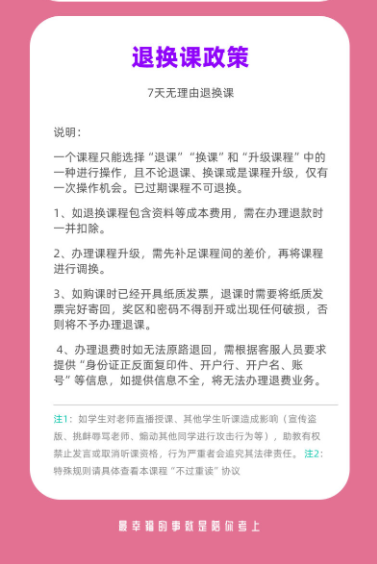 退换课政策
7天无理由退换课
说明：
一个课程只能选择“退课”“换课”和“升级课程”中的
一种进行操作，且不论退课、换课或是课程升级，仅有
一次操作机会。已过期课程不可退换。
1、如退换课程包含资料等成本费用，需在办理退款时
一并扣除。
2、办理课程升级，需先补足课程间的差价，再将课程
进行调换。
3、如购课时已经开具纸质发票，退课时需要将纸质发
票完好寄回，奖区和密码不得刮开或出现任何破损，否
则将不予办理退课。
4、办理退费时如无法原路退回，需根据客服人员要求
提供“身份证正反面复印件、开户行、开户名、账
号”等信息，如提供信息不全，将无法办理退费业务。
注1：如学生对老师直播授课、其他学生听课造成影响（宣传盗
版、挑衅辱骂老师、煽动其他同学进行攻击行为等），助教有权
禁止发言或取消听课资格，行为严重者会追究其法律责任。 注2：
特殊规则请具体查看本课程“不过重读”协议
最幸福的事就是陪你考上